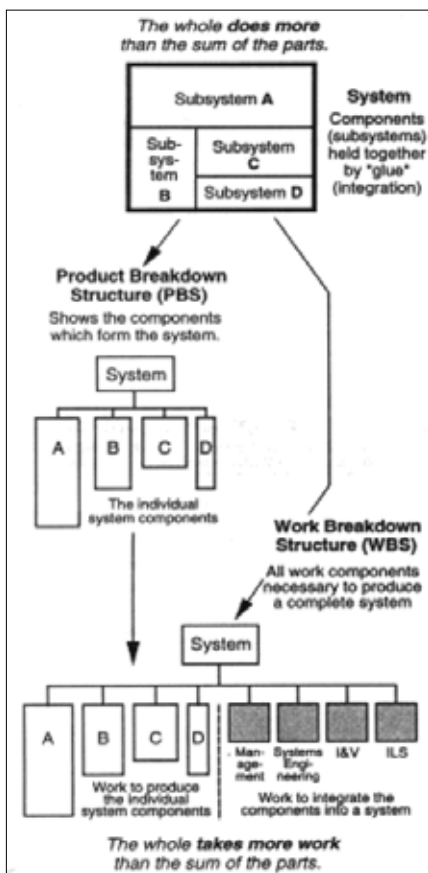 The whole does more
than the sum of the parts.
Subsystem A
Sub-
sys-
tem
B
Subsystem
C
Subsystem D
System
Components
(subsystems)
held together
by "glue"
(integration)
Product Breakdown
Structure (PBS)
Shows the components
which form the system.
System
A
B
C
D
The individual
system components
Work Breakdown
Structure (WBS)
All work components
necessary to produce
a complete system
System
A
B
C
D
Man-
age-
ment
Systems
Engi-
neering
I&V
ILS
Work to produce
the individual
system components
Work to integrate the
components into a system
The whole takes more work
than the sum of the parts.